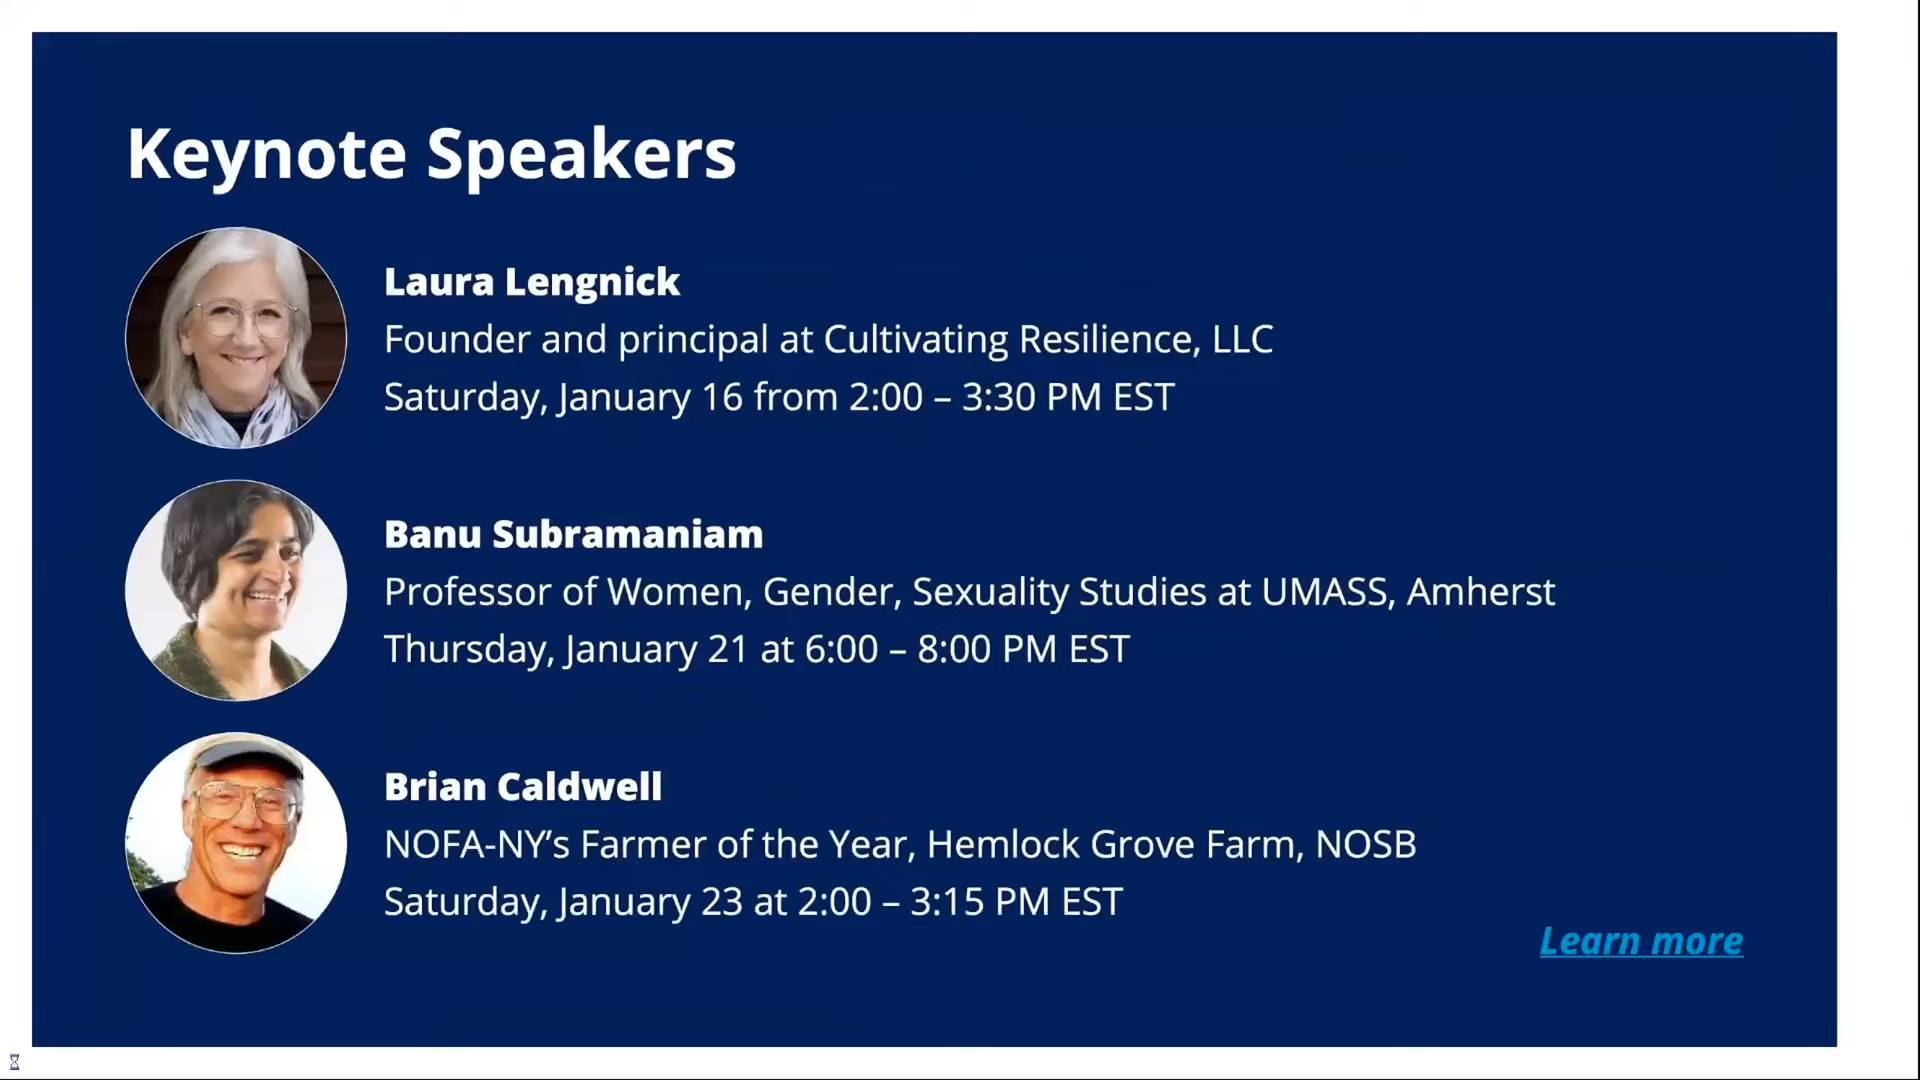 Keynote Speakers
Laura Lengnick
Founder and principal at Cultivating Resilience, LLC
Saturday, January 16 from 2:00 – 3:30 PM EST
Banu Subramaniam
Professor of Women, Gender, Sexuality Studies at UMASS, Amherst
Thursday, January 21 at 6:00 – 8:00 PM EST
Brian Caldwell
NOFA-NY’s Farmer of the Year, Hemlock Grove Farm, NOSB
Saturday, January 23 at 2:00 – 3:15 PM EST
Learn more